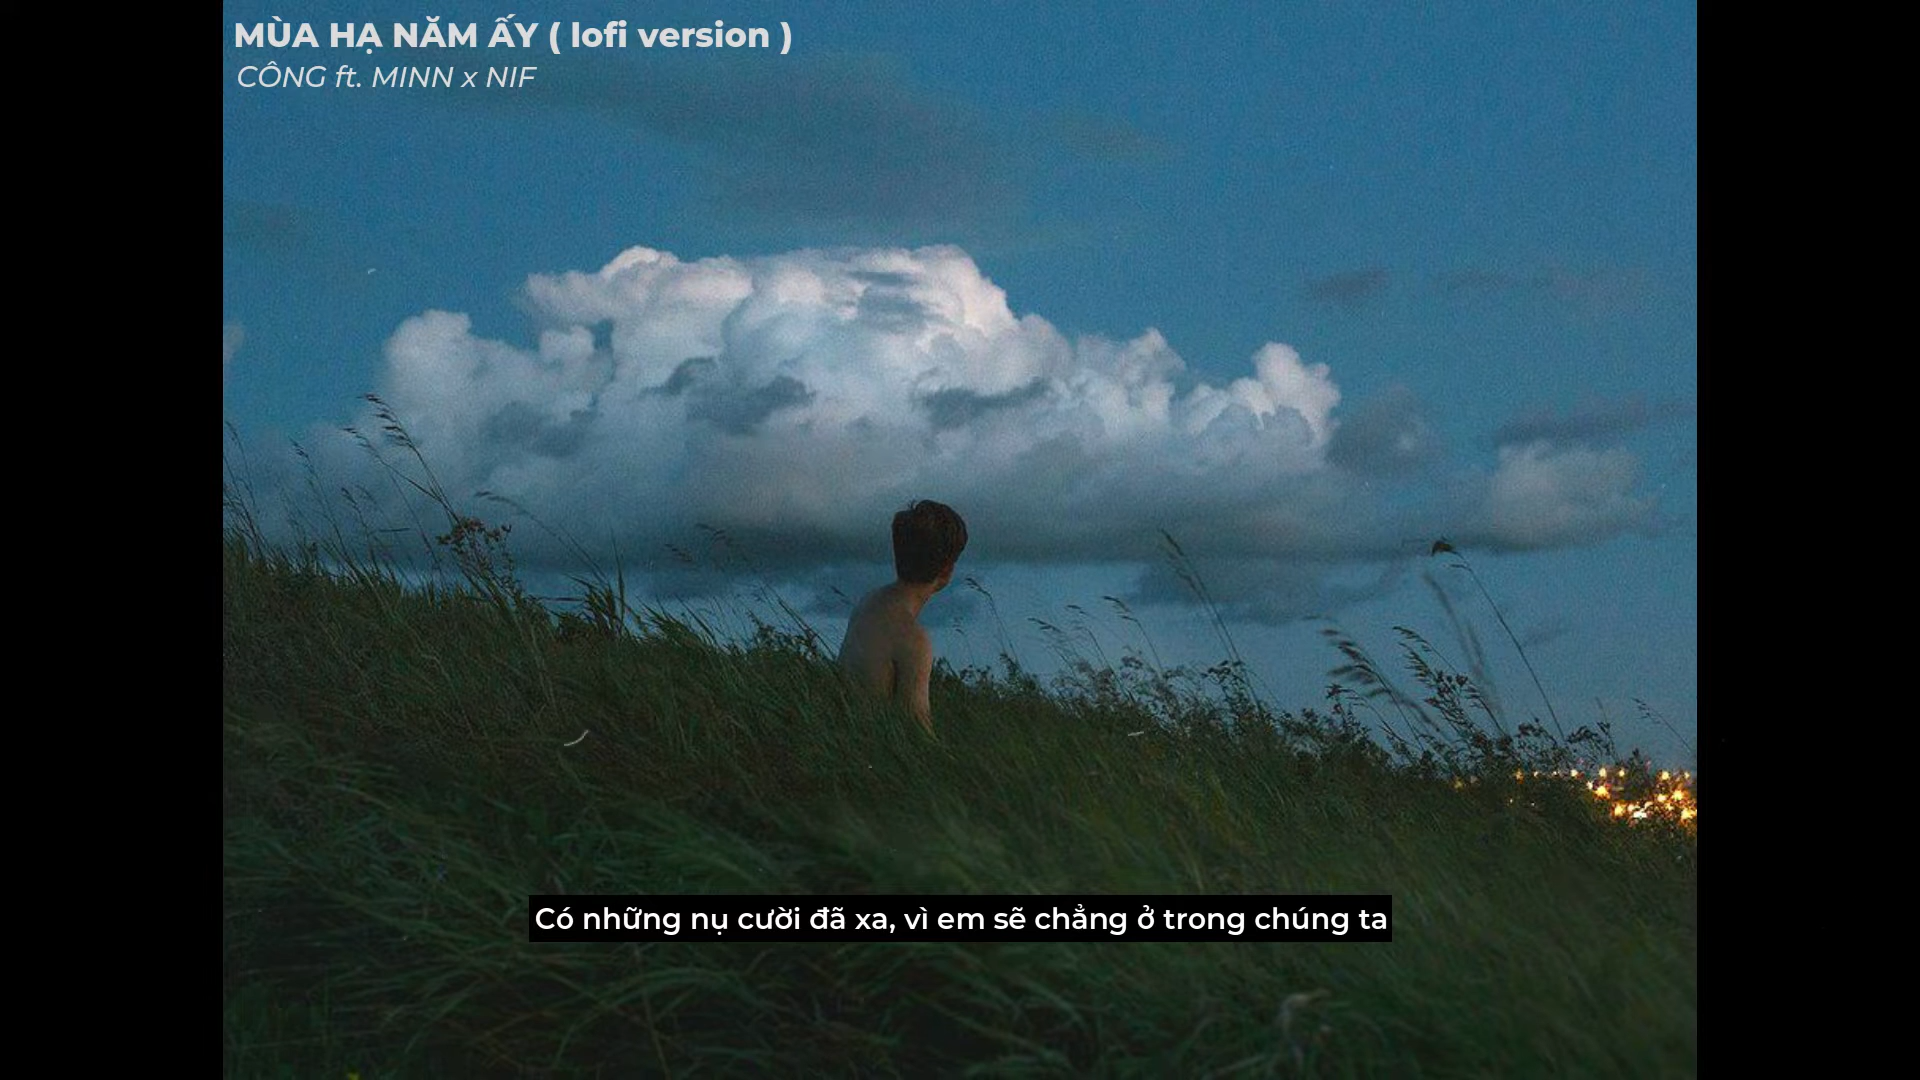 MÙA HẠ NĂM ẤY ( lofi version )
CÔNG ft. MINN x NIF
Có những nụ cười đã xa, vì em sẽ chẳng ở trong chúng ta